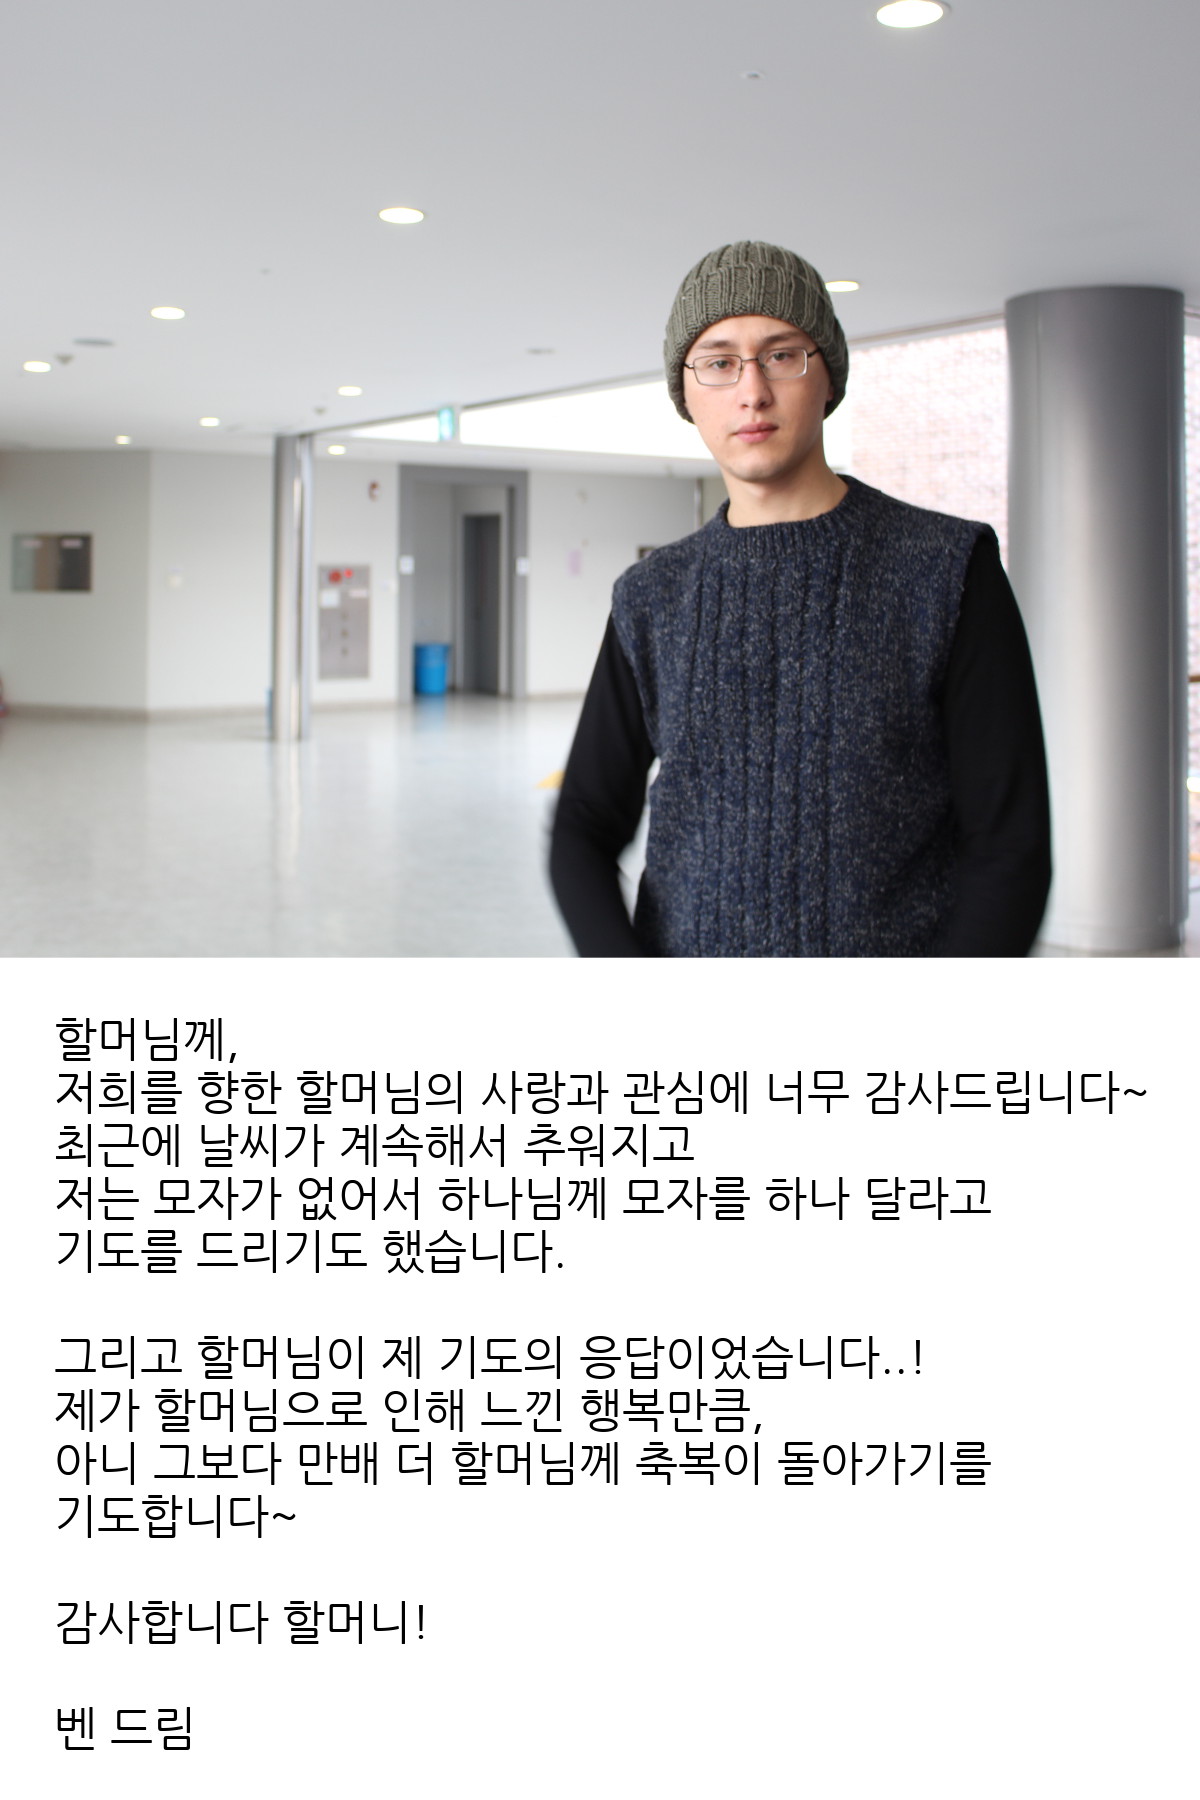 할머님께,
저희를 향한 할머님의 사랑과 관심에 너무 감사드립니다~
최근에 날씨가 계속해서 추워지고
저는 모자가 없어서 하나님께 모자를 하나 달라고
기도를 드리기도 했습니다.
그리고 할머님이 제 기도의 응답이었습니다..!
제가 할머님으로 인해 느낀 행복만큼,
아니 그보다 만배 더 할머님께 축복이 돌아가기를
기도합니다~
감사합니다 할머니!
벤 드림